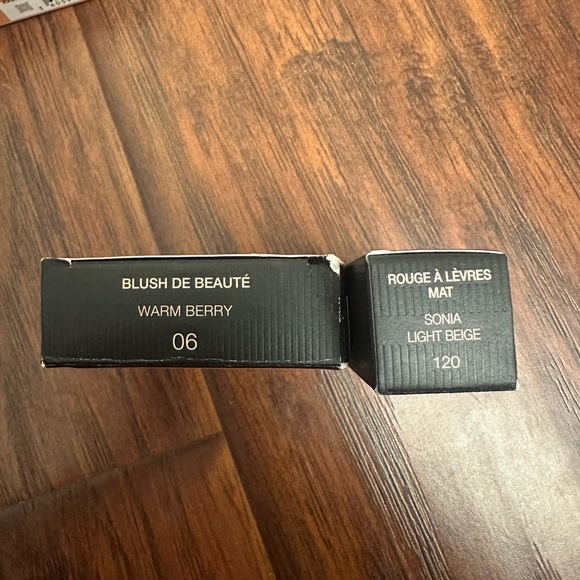 BLUSH DE BEAUTÉ
WARM BERRY
06
ROUGE À LÈVRES
MAT
SONIA
LIGHT BEIGE
120